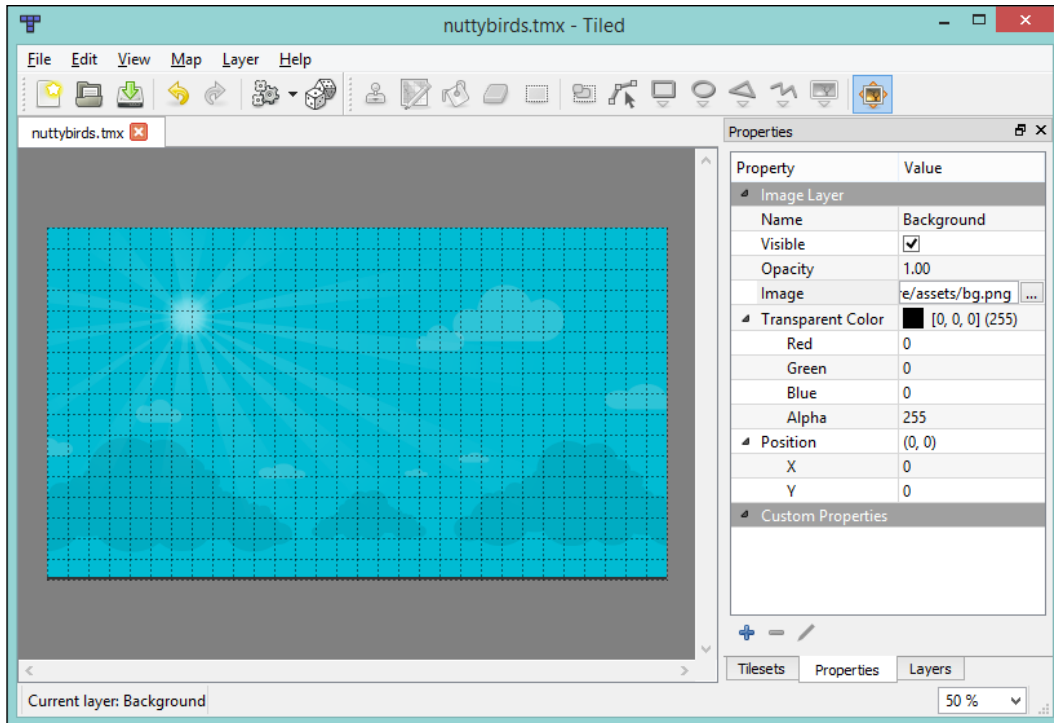 nuttybirds.tmx - Tiled
File Edit View Map Layer Help
nuttybirds.tmx
Properties
Property Value
Image Layer
Name Background
Visible
Opacity 1.00
Image e/assets/bg.png ...
Transparent Color [0, 0, 0] (255)
Red 0
Green 0
Blue 0
Alpha 255
Position (0, 0)
X 0
Y 0
Custom Properties
Tilesets Properties Layers
Current layer: Background 50 %